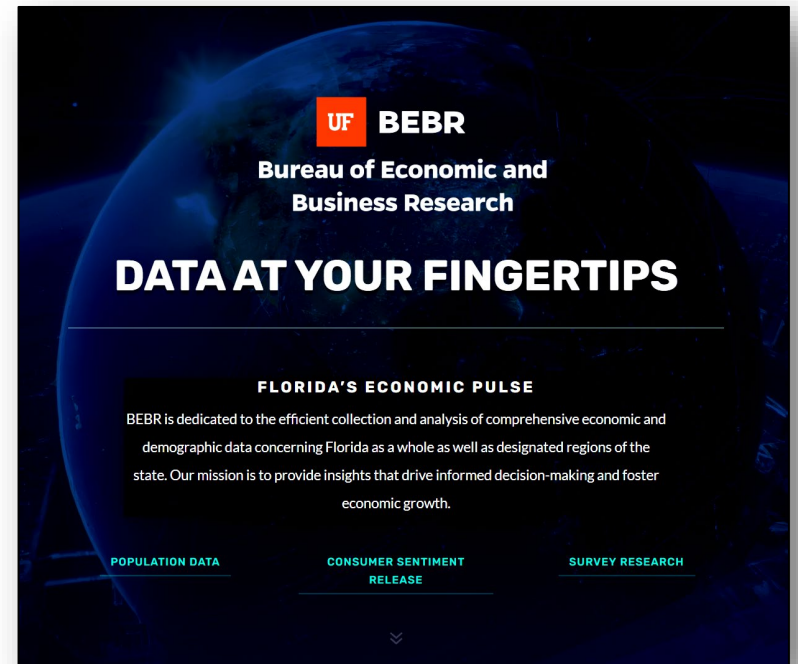 UF BEBR
Bureau of Economic and
Business Research
DATA AT YOUR FINGERTIPS
FLORIDA'S ECONOMIC PULSE
BEBR is dedicated to the efficient collection and analysis of comprehensive economic and
demographic data concerning Florida as a whole as well as designated regions of the
state. Our mission is to provide insights that drive informed decision-making and foster
economic growth.
POPULATION DATA
CONSUMER SENTIMENT
RELEASE
SURVEY RESEARCH